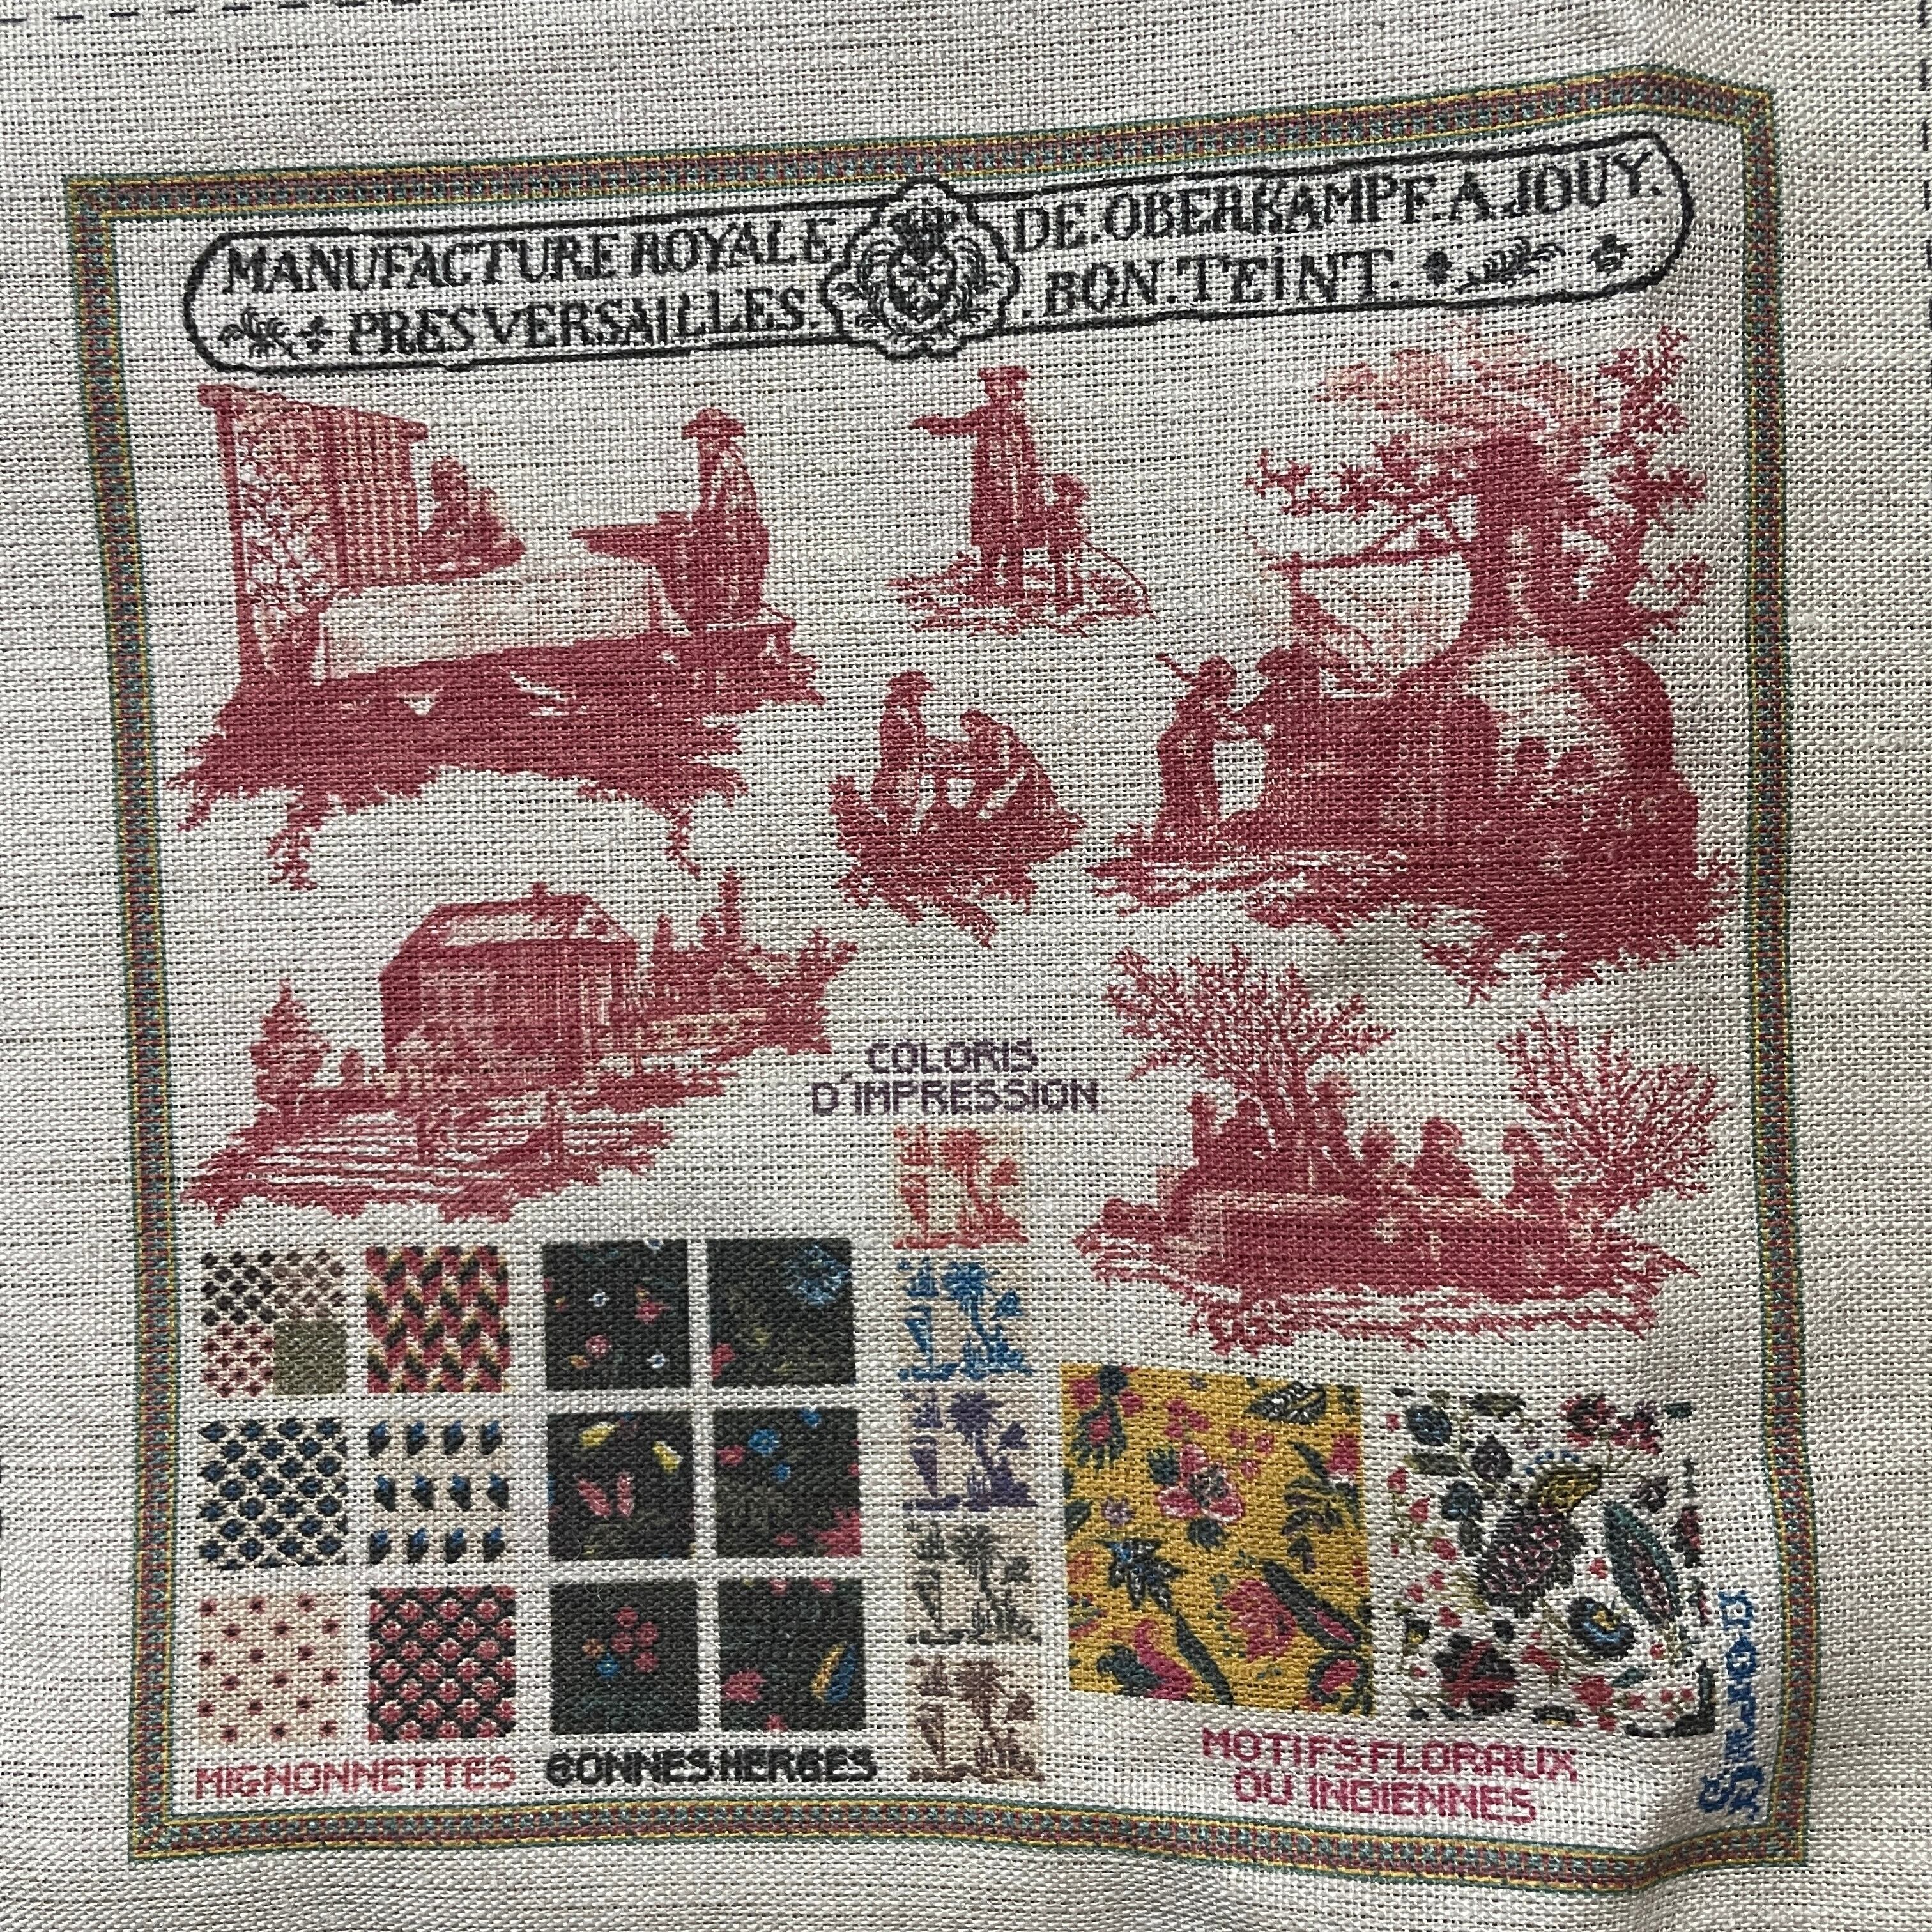 MANUFACTURE ROYALE DE.OBERKAMPF.A.JOUY.
PRES VERSAILLES. .BON.TEINT.
COLORIS
D'IMPRESSION
MIGNONNETTES
BONNES HERBES
MOTIFS FLORAUX
OU INDIENNES